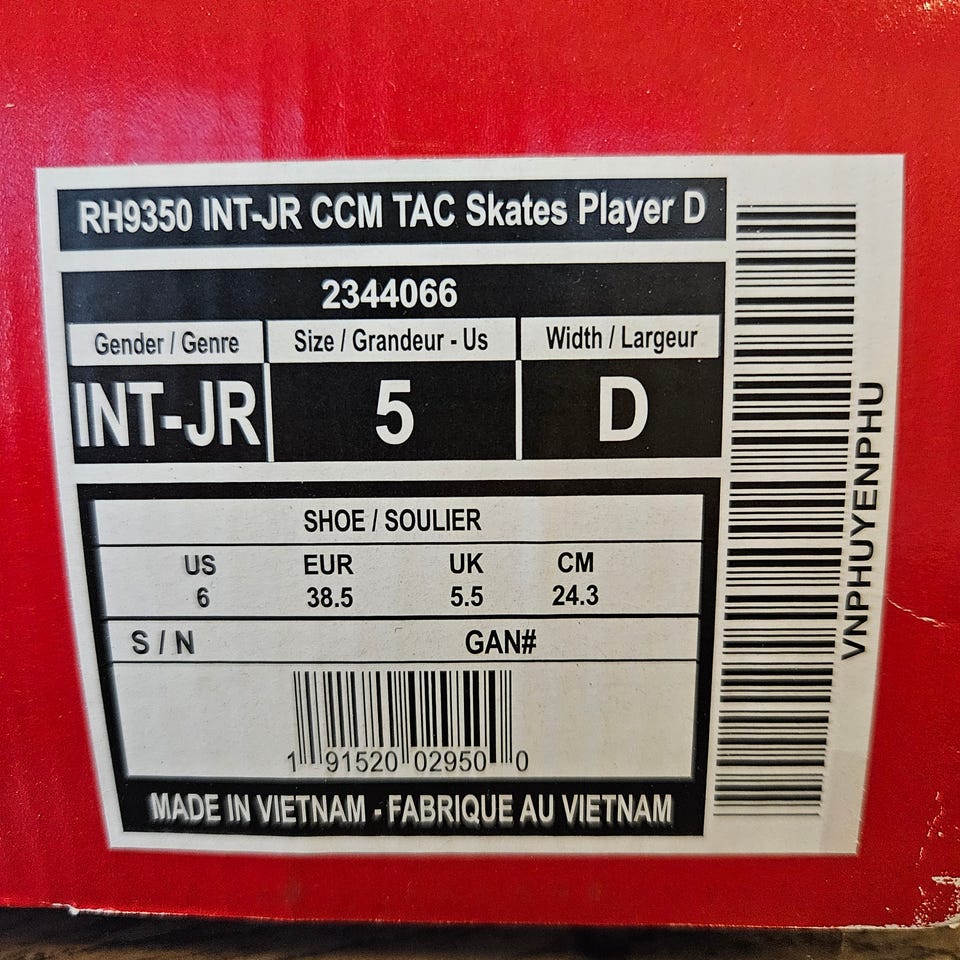 RH9350 INT-JR CCM TAC Skates Player D
2344066
Gender / Genre Size / Grandeur - Us Width / Largeur
INT-JR 5 D
SHOE / SOULIER
US EUR UK CM
6 38.5 5.5 24.3
S / N GAN#
1 91520 02950 0
MADE IN VIETNAM - FABRIQUE AU VIETNAM
VNPHUYENPHU